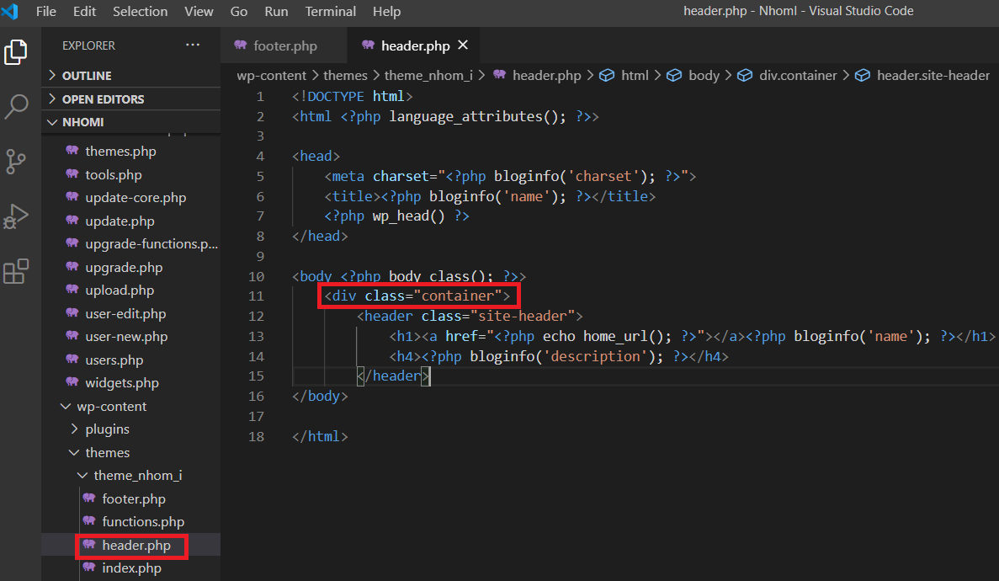 File Edit Selection View Go Run Terminal Help
header.php - Nhoml - Visual Studio Code
EXPLORER ···
OUTLINE
OPEN EDITORS
NHOMI
themes.php
tools.php
update-core.php
update.php
upgrade-functions.p...
upgrade.php
upload.php
user-edit.php
user-new.php
users.php
widgets.php
wp-content
plugins
themes
theme_nhom_i
footer.php
functions.php
header.php
index.php
footer.php
header.php ×
wp-content > themes > theme_nhom_i > header.php > html > body > div.container > header.site-header
1 <!DOCTYPE html>
2 <html <?php language_attributes(); ?>>
3
4 <head>
5 <meta charset="<?php bloginfo('charset'); ?>">
6 <title><?php bloginfo('name'); ?></title>
7 <?php wp_head() ?>
8 </head>
9
10 <body <?php body_class(); ?>>
11 <div class="container">
12 <header class="site-header">
13 <h1><a href="<?php echo home_url(); ?>"></a><?php bloginfo('name'); ?></h1>
14 <h4><?php bloginfo('description'); ?></h4>
15 </header>
16 </body>
17
18 </html>